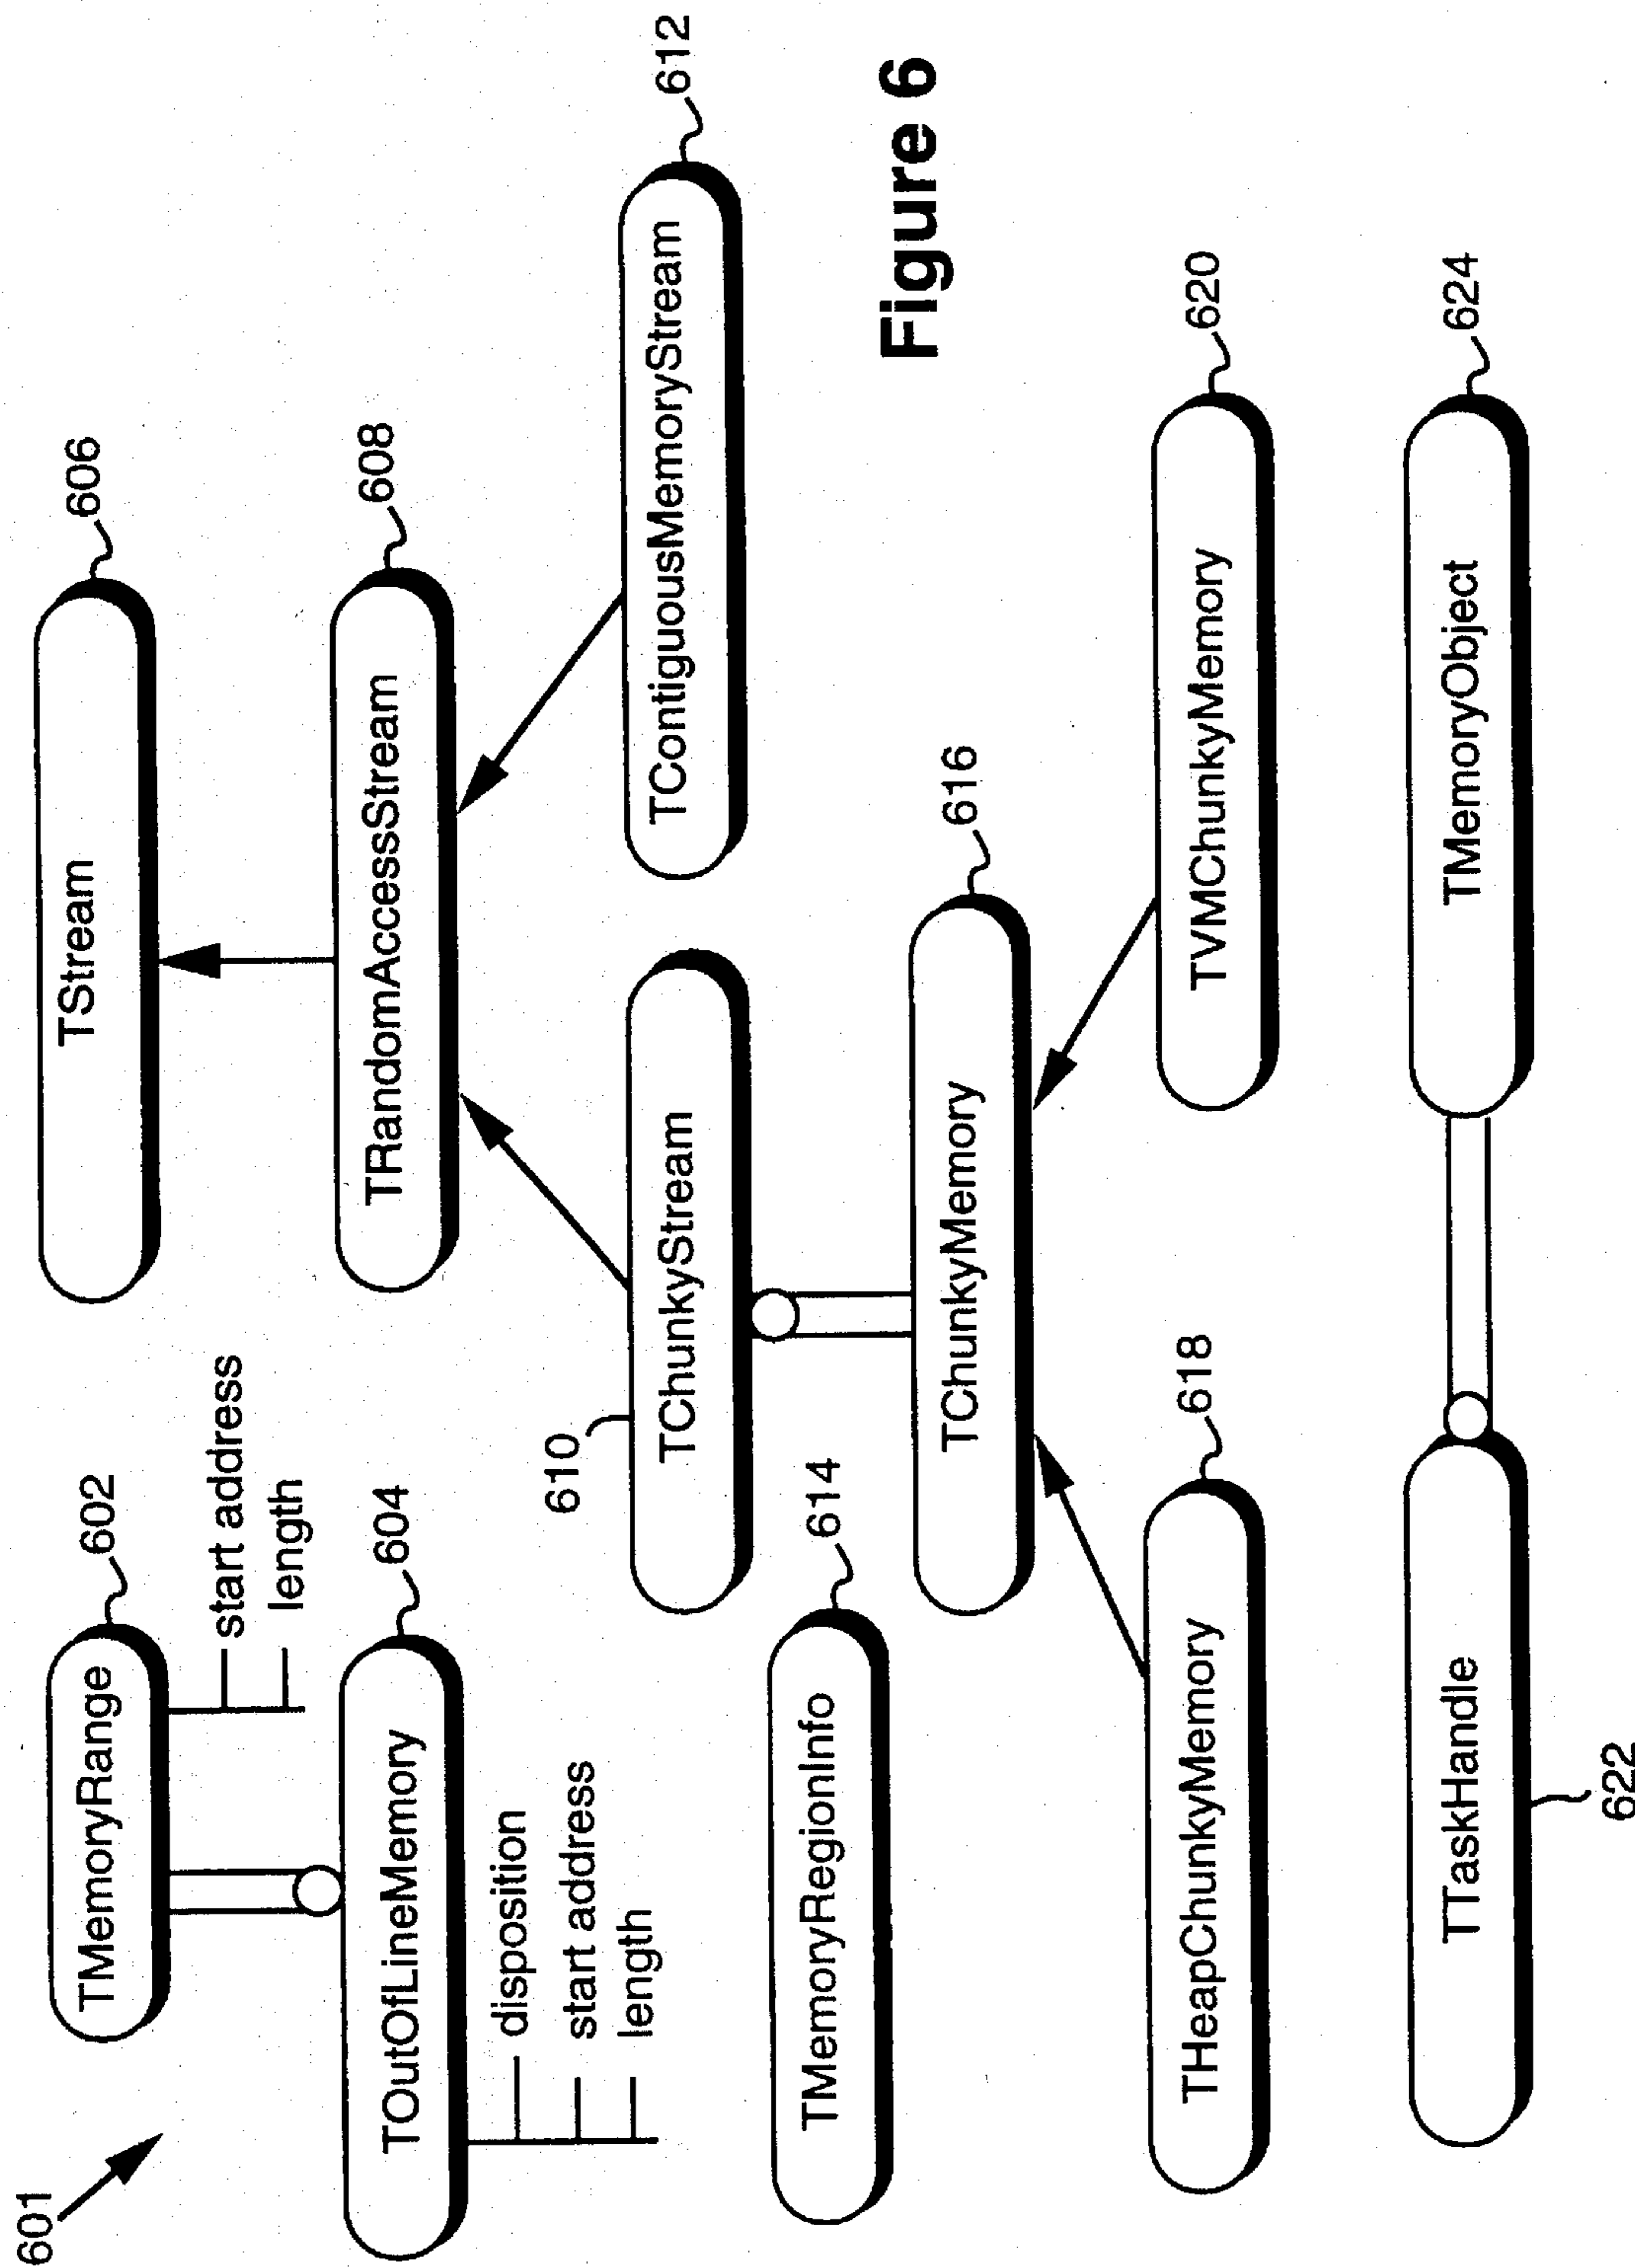 601
TMemoryRange
602
start address
length
TOutOfLineMemory
604
disposition
start address
length
TStream
606
TRandomAccessStream
608
610
TChunkyStream
TContiguousMemoryStream
612
TMemoryRegionInfo
614
TChunkyMemory
616
Figure 6
THeapChunkyMemory
618
TVMChunkyMemory
620
TTaskHandle
622
TMemoryObject
624